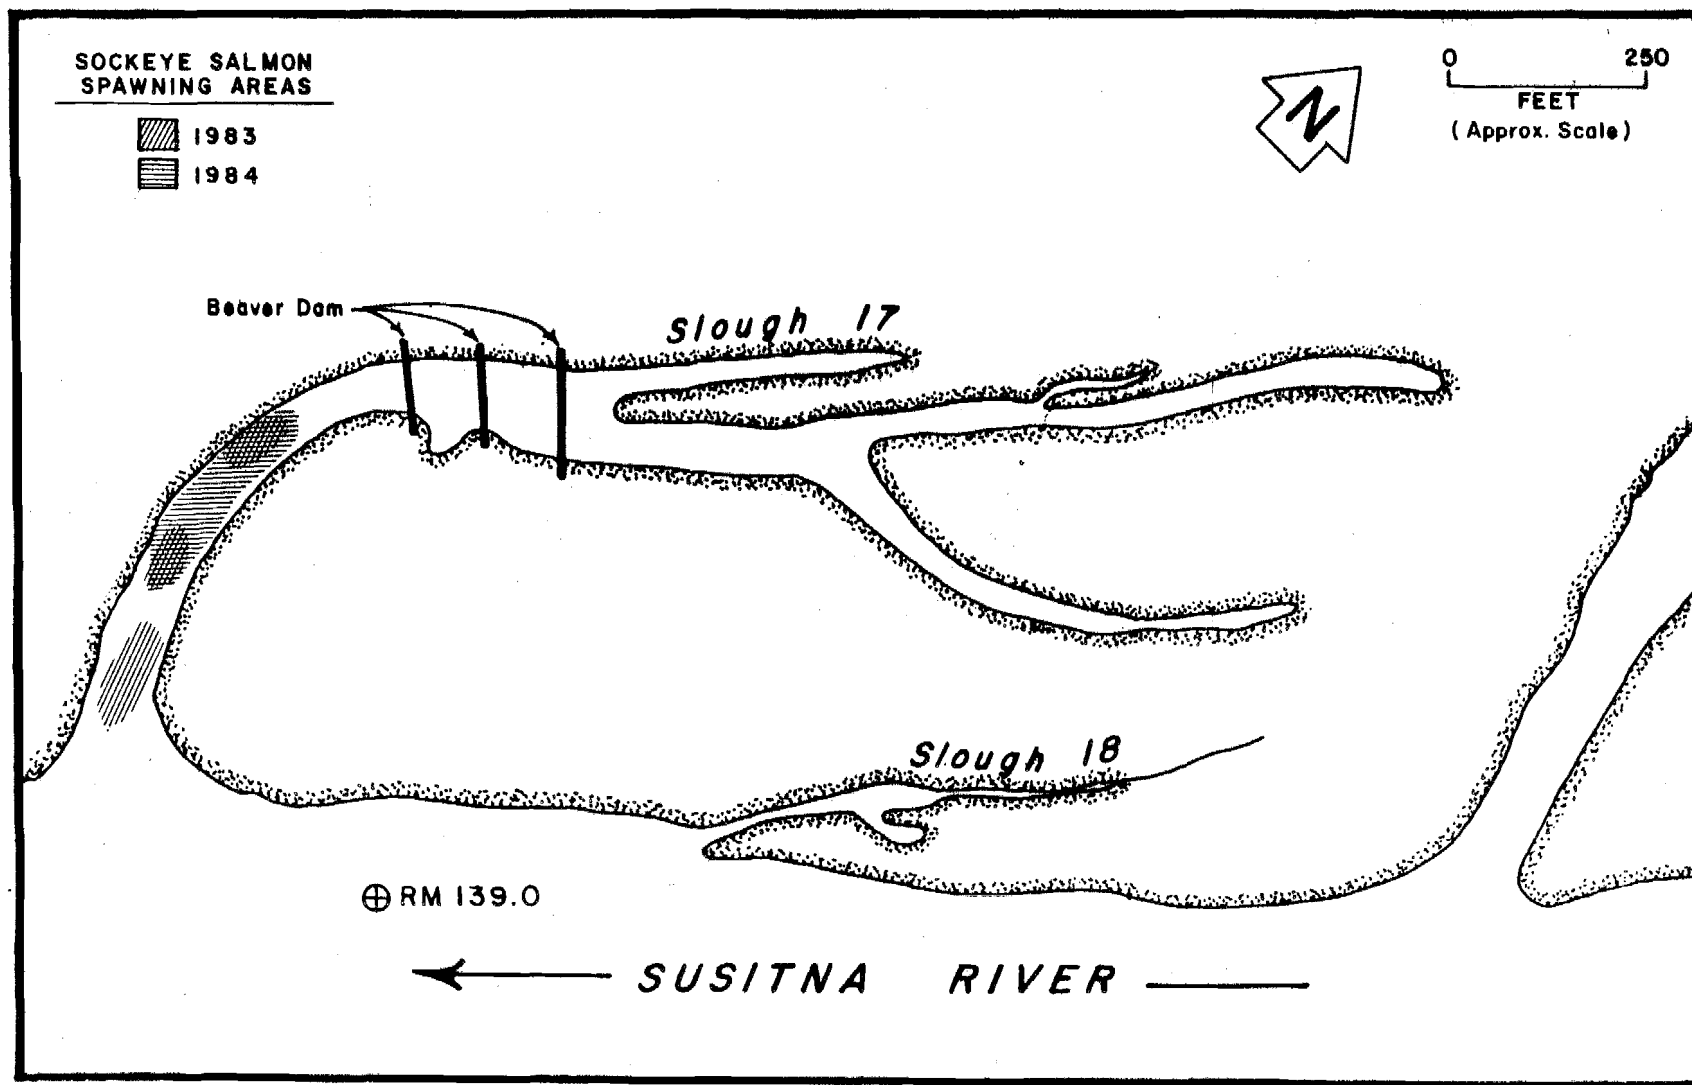 SOCKEYE SALMON
SPAWNING AREAS
1983
1984
N
0 250
FEET
(Approx. Scale)
Beaver Dam
Slough 17
Slough 18
RM 139.0
SUSITNA RIVER